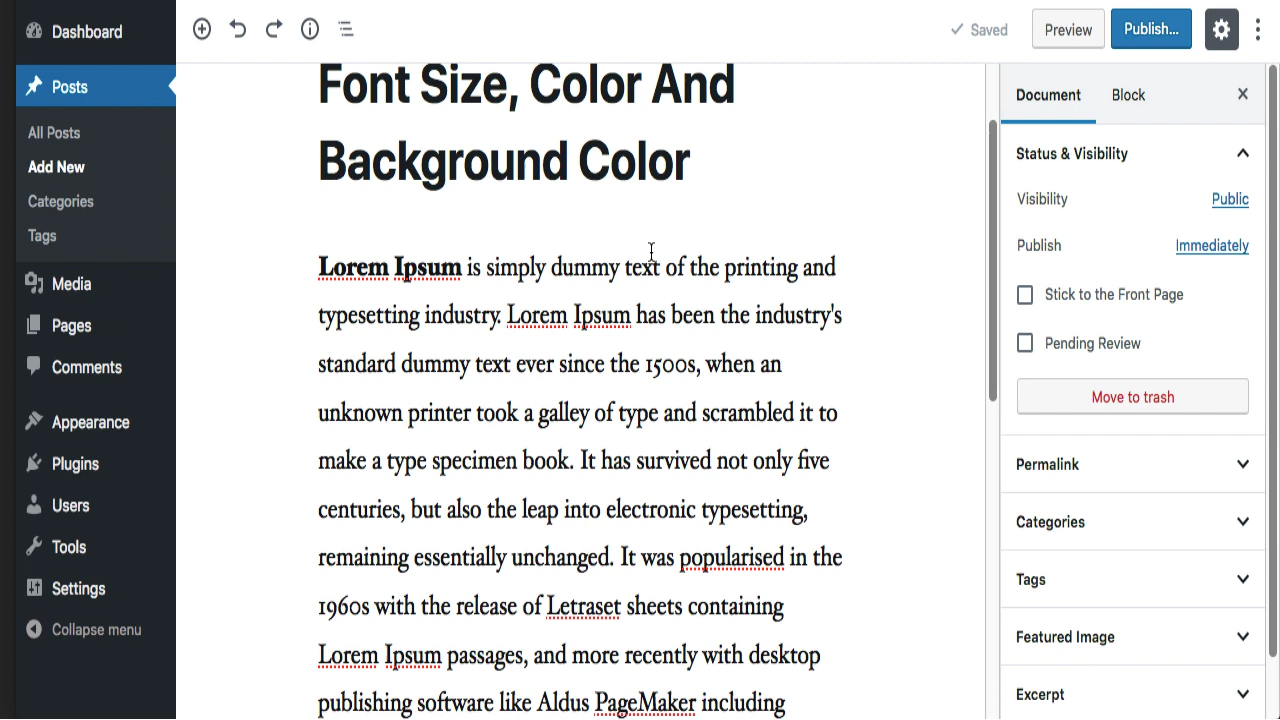 Dashboard
Posts
All Posts
Add New
Categories
Tags
Media
Pages
Comments
Appearance
Plugins
Users
Tools
Settings
Collapse menu
Saved
Preview
Publish...
Font Size, Color And
Background Color
Lorem Ipsum is simply dummy text of the printing and
typesetting industry. Lorem Ipsum has been the industry's
standard dummy text ever since the 1500s, when an
unknown printer took a galley of type and scrambled it to
make a type specimen book. It has survived not only five
centuries, but also the leap into electronic typesetting,
remaining essentially unchanged. It was popularised in the
1960s with the release of Letraset sheets containing
Lorem Ipsum passages, and more recently with desktop
publishing software like Aldus PageMaker including
Document
Block
Status & Visibility
Visibility
Public
Publish
Immediately
Stick to the Front Page
Pending Review
Move to trash
Permalink
Categories
Tags
Featured Image
Excerpt